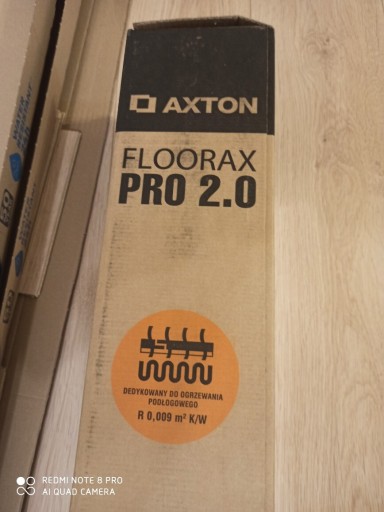 AXTON
FLOORAX
PRO 2.0
DEDYKOWANY DO OGRZEWANIA
PODŁOGOWEGO
R 0,009 m² K/W
REDMI NOTE 8 PRO
AI QUAD CAMERA